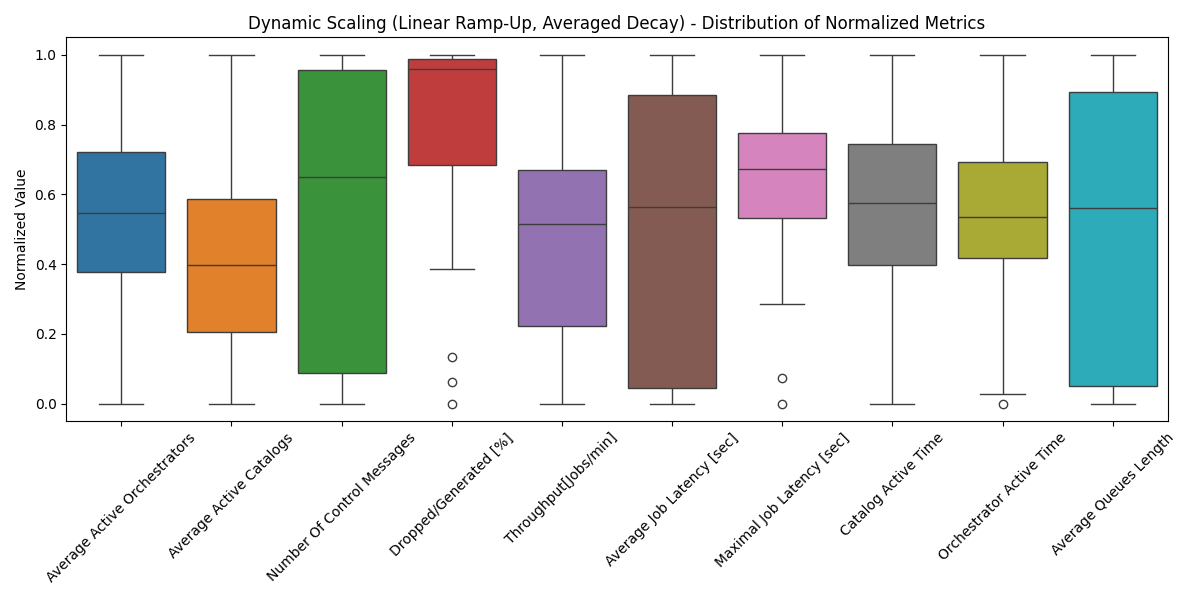 Dynamic Scaling (Linear Ramp-Up, Averaged Decay) - Distribution of Normalized Metrics
Normalized Value
1.0
0.8
0.6
0.4
0.2
0.0
Average Active Orchestrators
Average Active Catalogs
Number Of Control Messages
Dropped/Generated [%]
Throughput[Jobs/min]
Average Job Latency [sec]
Maximal Job Latency [sec]
Catalog Active Time
Orchestrator Active Time
Average Queues Length